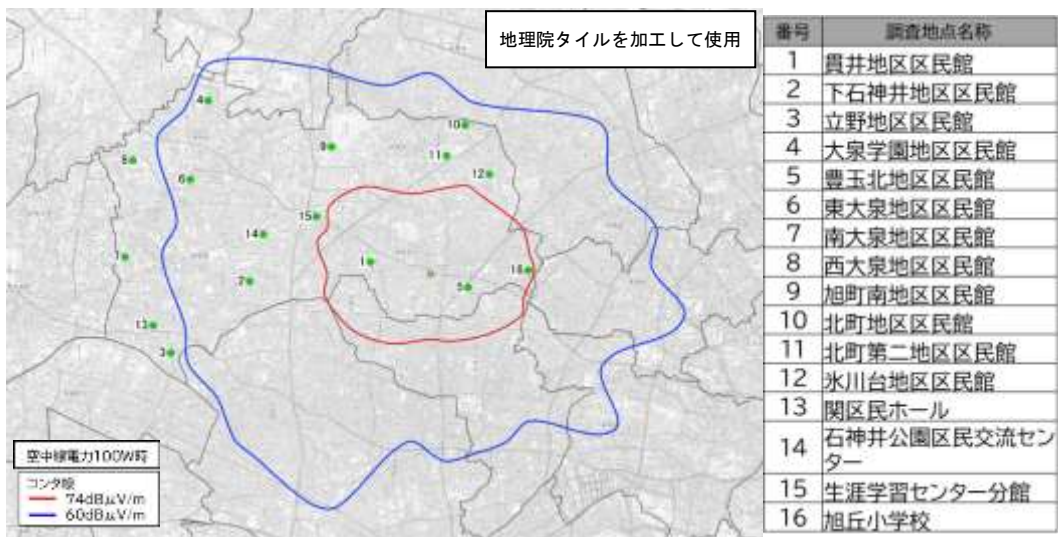 地理院タイルを加工して使用
4
10
9
11
8
12
6
15
14
1
16
2
5
13
3
空中線電力100W時
コンタ線
74dBμV/m
60dBμV/m
番号 調査地点名称
1 貫井地区区民館
2 下石神井地区区民館
3 立野地区区民館
4 大泉学園地区区民館
5 豊玉北地区区民館
6 東大泉地区区民館
7 南大泉地区区民館
8 西大泉地区区民館
9 旭町南地区区民館
10 北町地区区民館
11 北町第二地区区民館
12 氷川台地区区民館
13 関区民ホール
14 石神井公園区民交流セン
ター
15 生涯学習センター分館
16 旭丘小学校